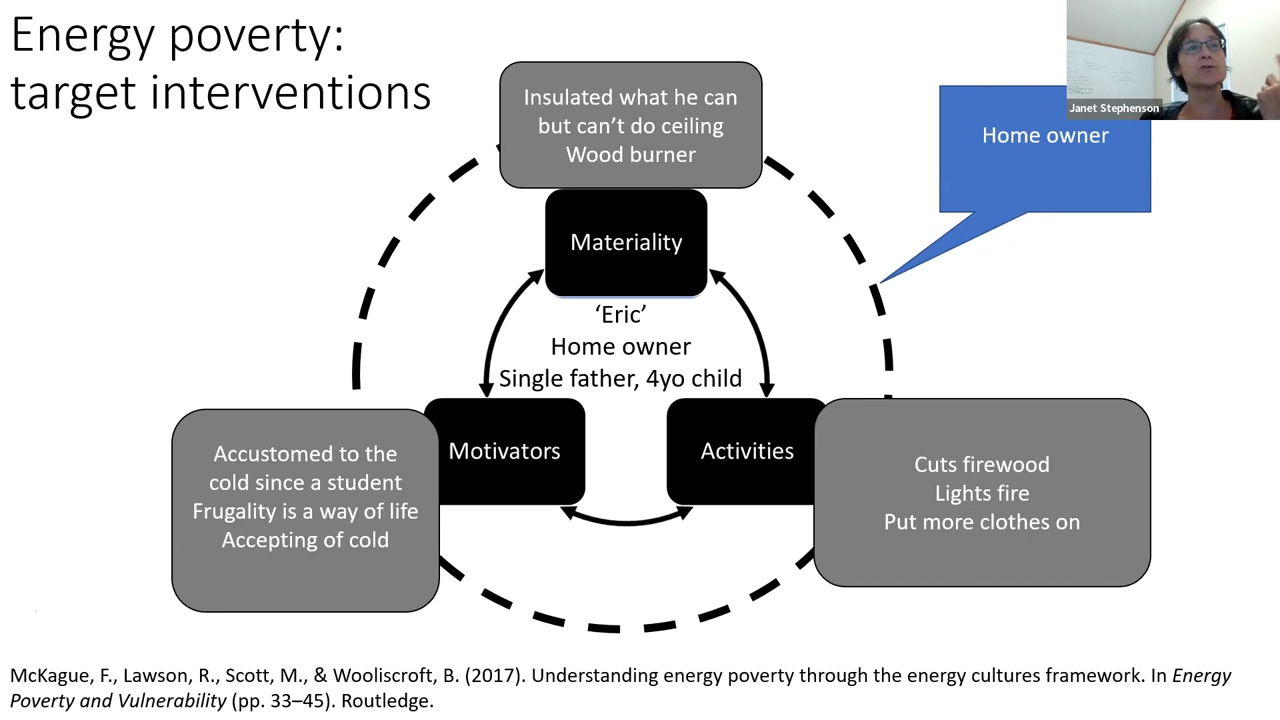 Energy poverty:
target interventions
Janet Stephenson
Insulated what he can
but can’t do ceiling
Wood burner
Home owner
Materiality
‘Eric’
Home owner
Single father, 4yo child
Motivators
Activities
Accustomed to the
cold since a student
Frugality is a way of life
Accepting of cold
Cuts firewood
Lights fire
Put more clothes on
McKague, F., Lawson, R., Scott, M., & Wooliscroft, B. (2017). Understanding energy poverty through the energy cultures framework. In Energy
Poverty and Vulnerability (pp. 33–45). Routledge.